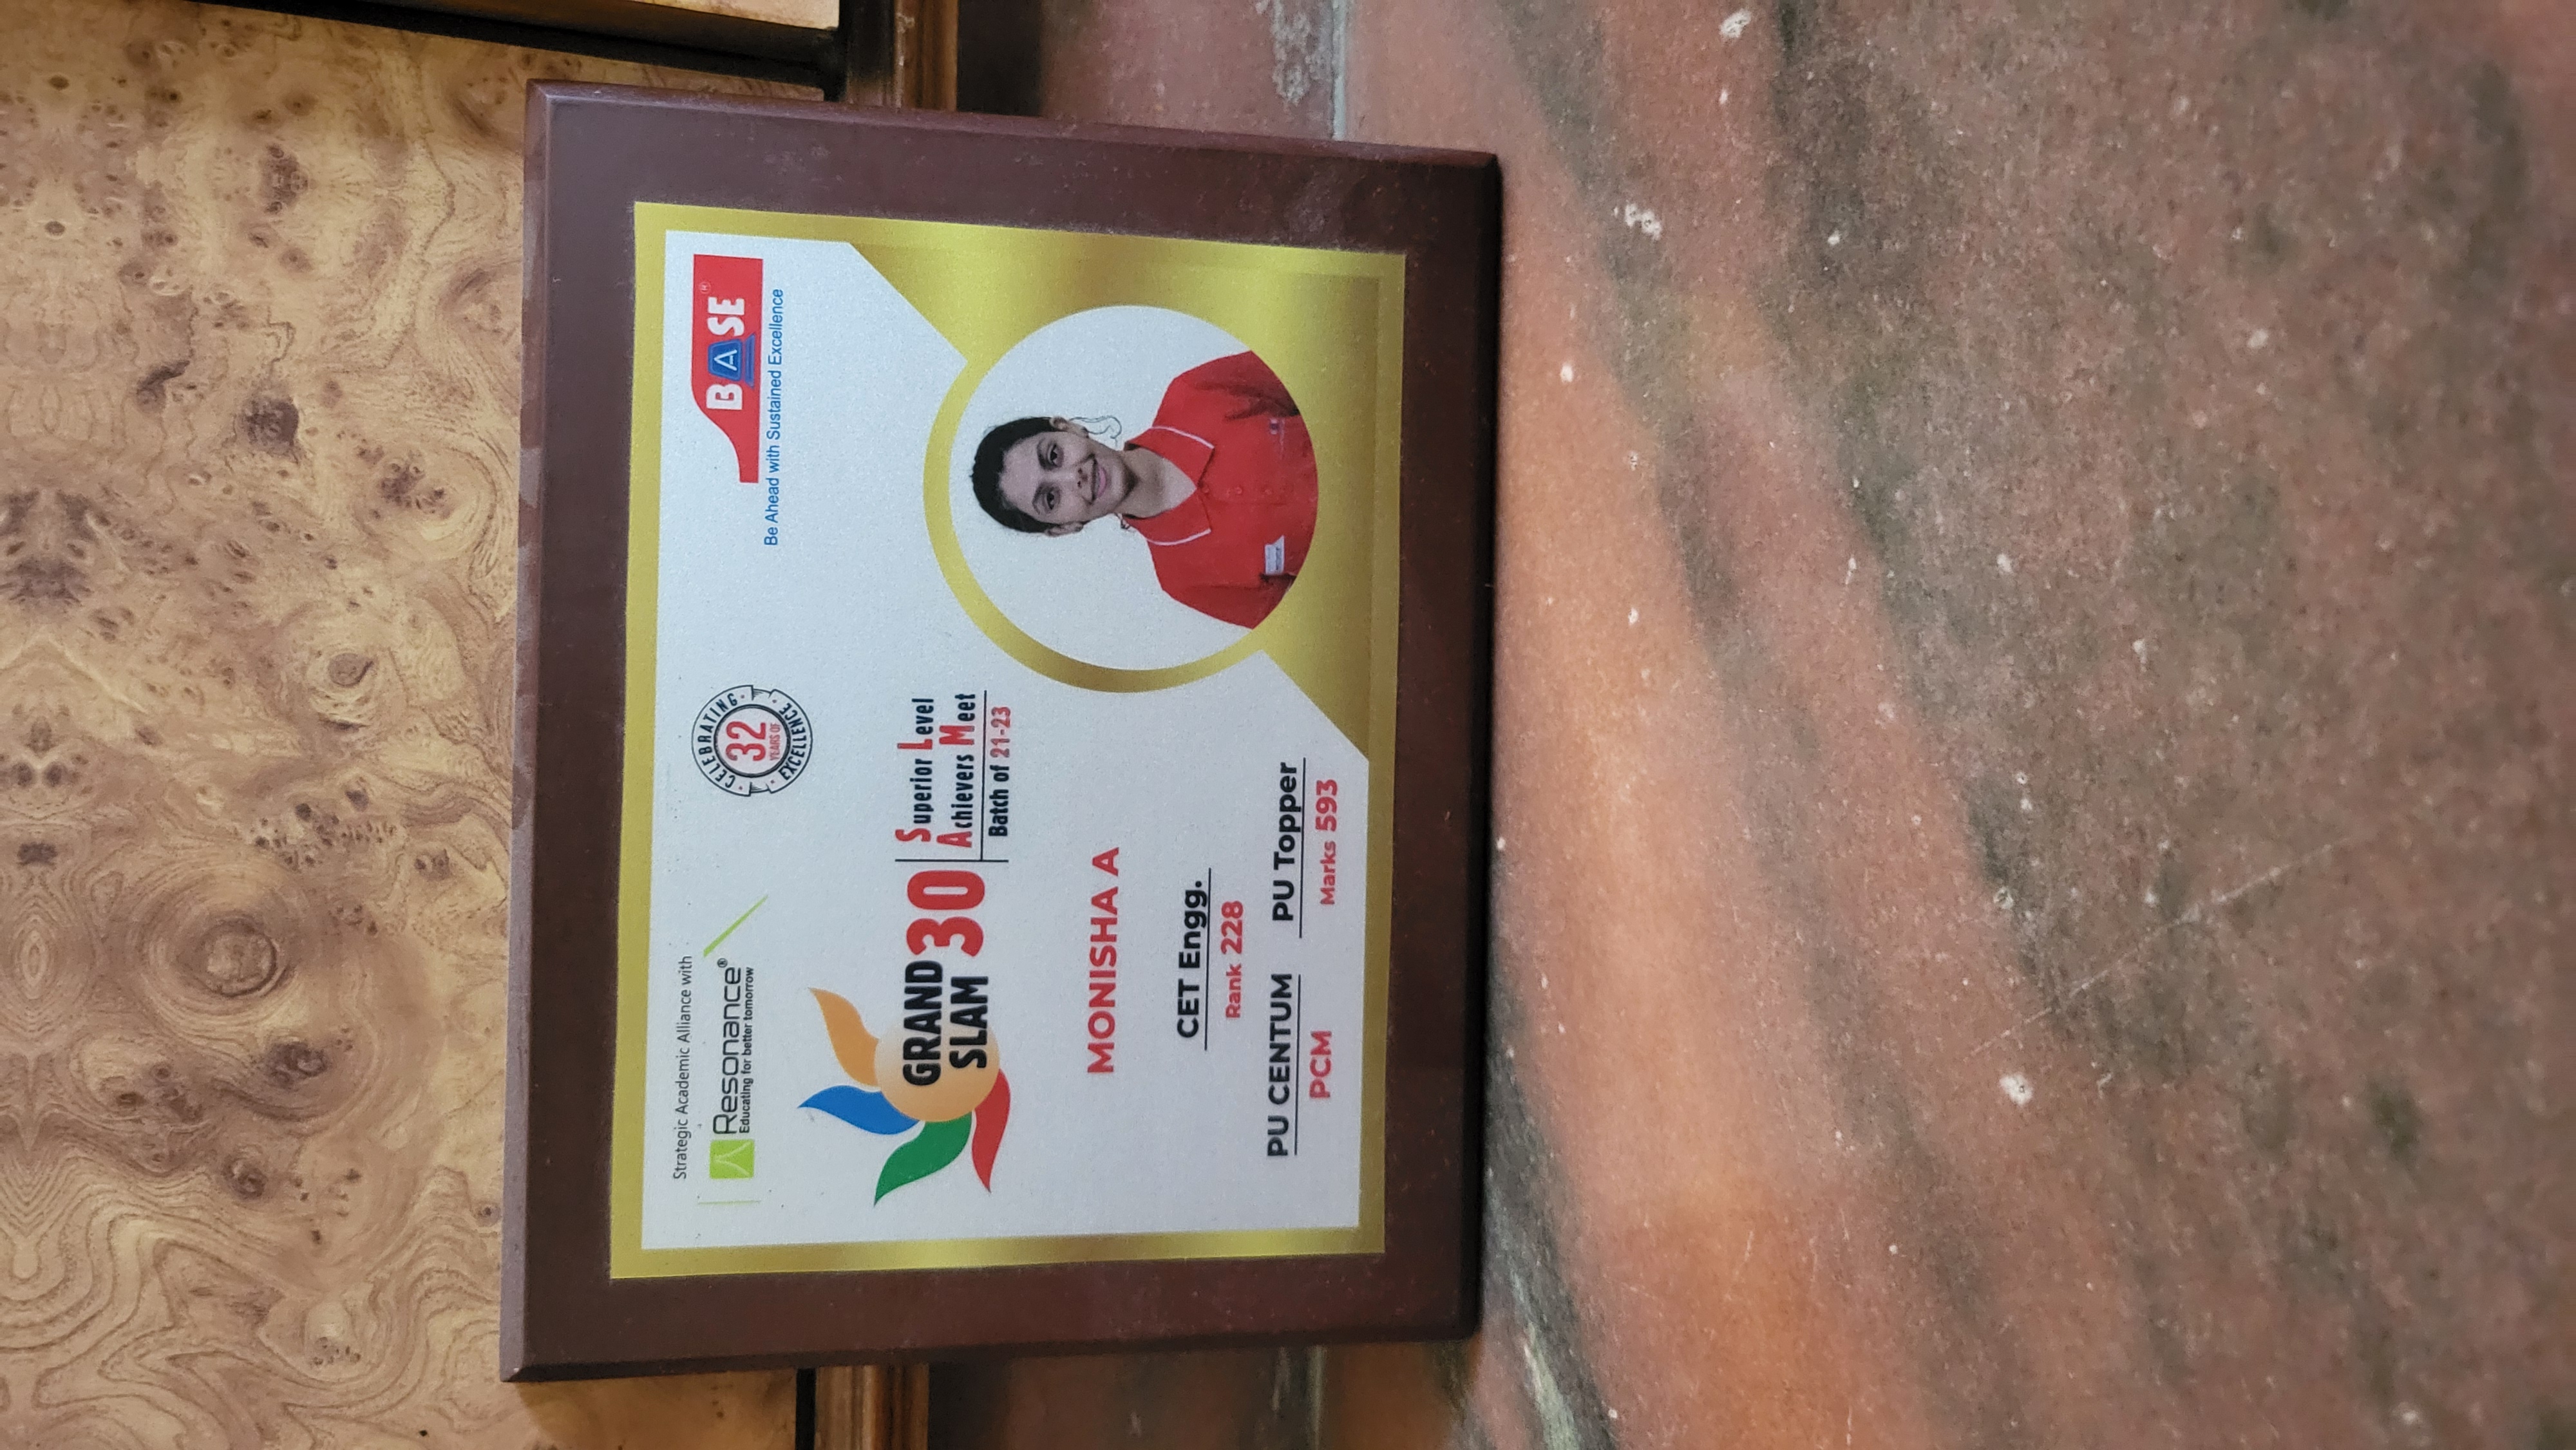 Strategic Academic Alliance with
Resonance®
Educating for better tomorrow
CELEBRATING
32
YEARS OF
EXCELLENCE
BASE®
Be Ahead with Sustained Excellence
GRAND
SLAM
30
Superior Level
Achievers Meet
Batch of 21-23
MONISHA A
CET Engg.
Rank 228
PU CENTUM
PCM
PU Topper
Marks 593